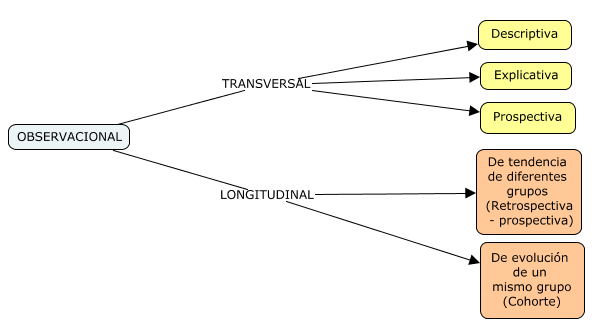 OBSERVACIONAL
TRANSVERSAL
Descriptiva
Explicativa
Prospectiva
LONGITUDINAL
De tendencia
de diferentes
grupos
(Retrospectiva
- prospectiva)
De evolución
de un
mismo grupo
(Cohorte)